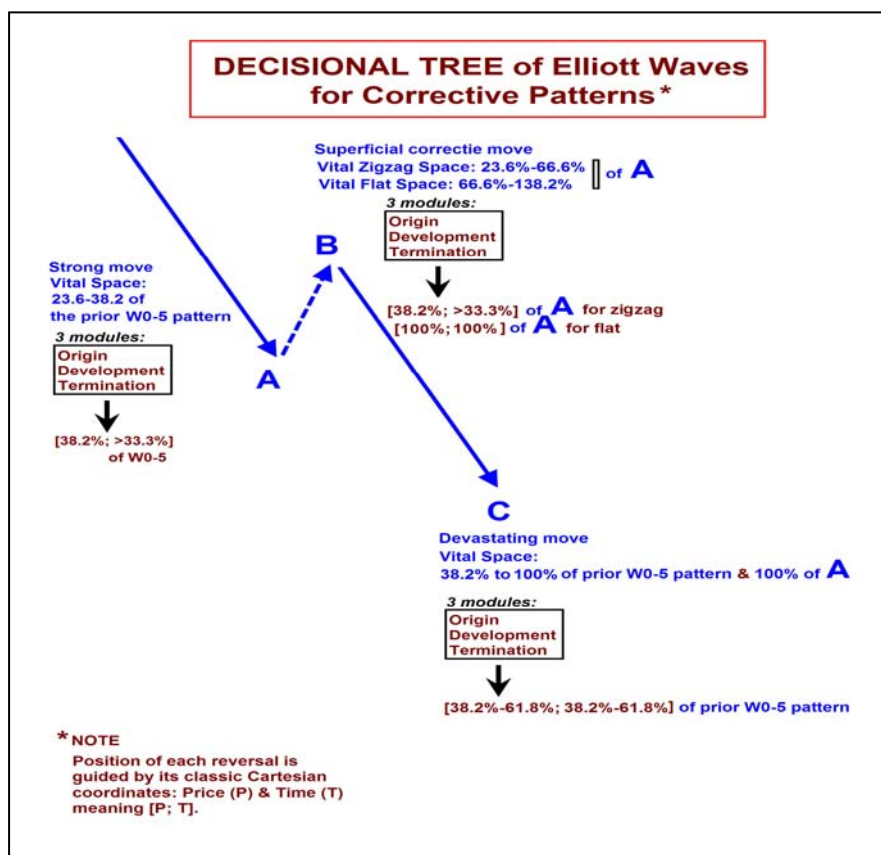 DECISIONAL TREE of Elliott Waves
for Corrective Patterns*
Superficial correctie move
Vital Zigzag Space: 23.6%-66.6%
Vital Flat Space: 66.6%-138.2%
of A
3 modules:
Origin
Development
Termination
[38.2%; >33.3%] of A for zigzag
[100%; 100%] of A for flat
B
Strong move
Vital Space:
23.6-38.2 of
the prior W0-5 pattern
3 modules:
Origin
Development
Termination
[38.2%; >33.3%]
of W0-5
A
C
Devastating move
Vital Space:
38.2% to 100% of prior W0-5 pattern & 100% of A
3 modules:
Origin
Development
Termination
[38.2%-61.8%; 38.2%-61.8%] of prior W0-5 pattern
*NOTE
Position of each reversal is
guided by its classic Cartesian
coordinates: Price (P) & Time (T)
meaning [P; T].